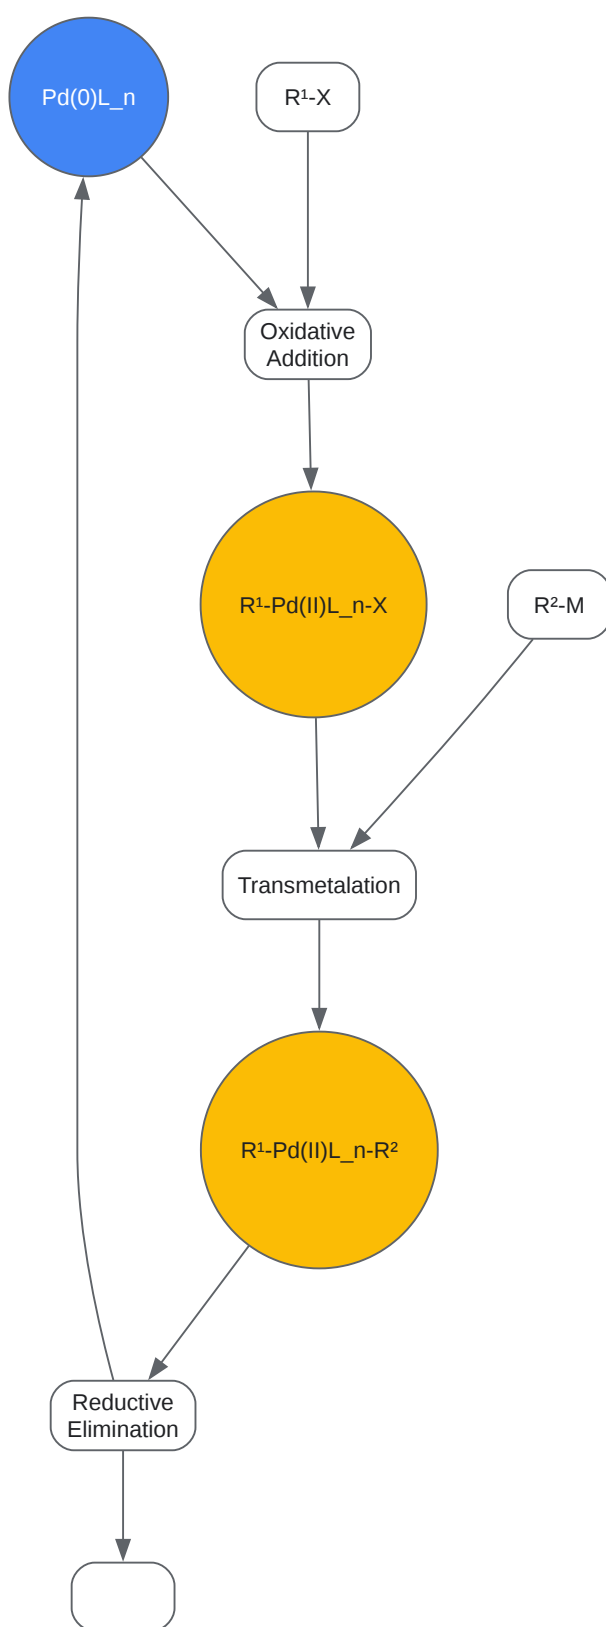 Pd(0)L_n
R¹-X
Oxidative
Addition
R¹-Pd(II)L_n-X
R²-M
Transmetalation
R¹-Pd(II)L_n-R²
Reductive
Elimination